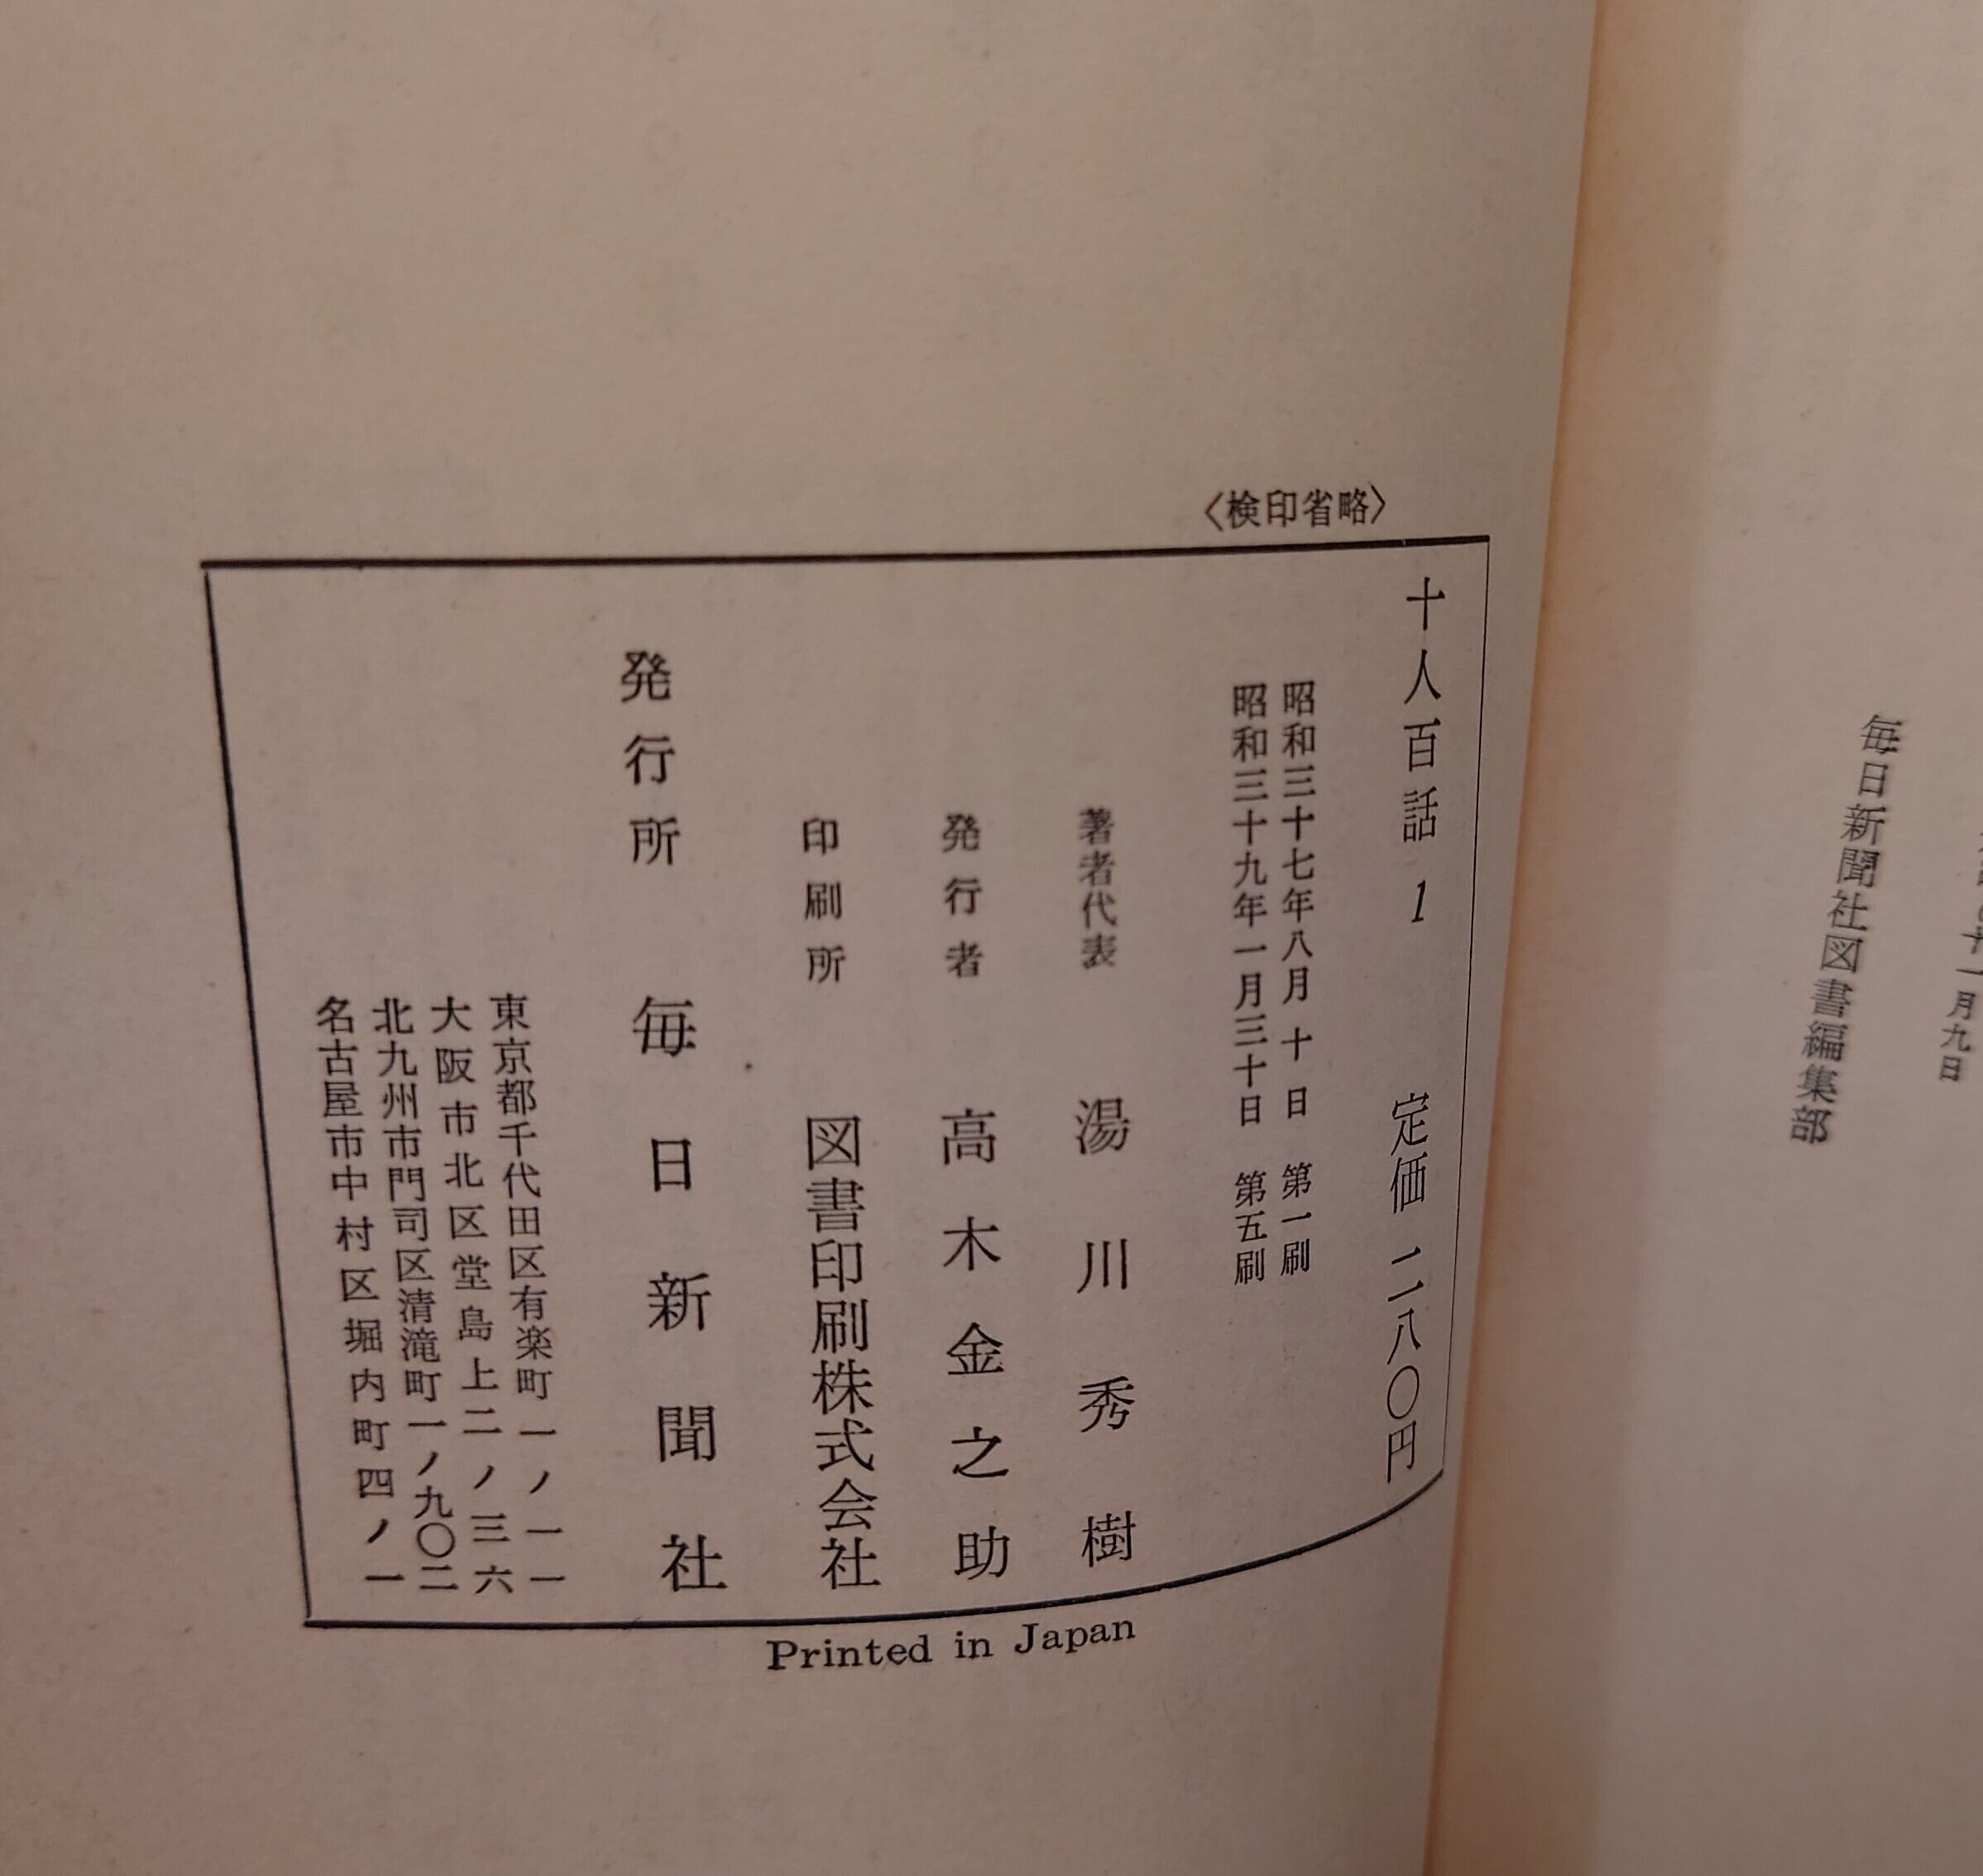 月九日
毎日新聞社図書編集部
〈検印省略〉
十人百話 1 定価 二八〇円
昭和三十七年八月十日 第一刷
昭和三十九年一月三十日 第五刷
著者代表 湯川秀樹
発行者 高木金之助
印刷所 図書印刷株式会社
発行所 毎日新聞社
東京都千代田区有楽町一ノ一一
大阪市北区堂島上二ノ三六
北九州市門司区清滝町一ノ九〇二
名古屋市中村区堀内町四ノ一
Printed in Japan